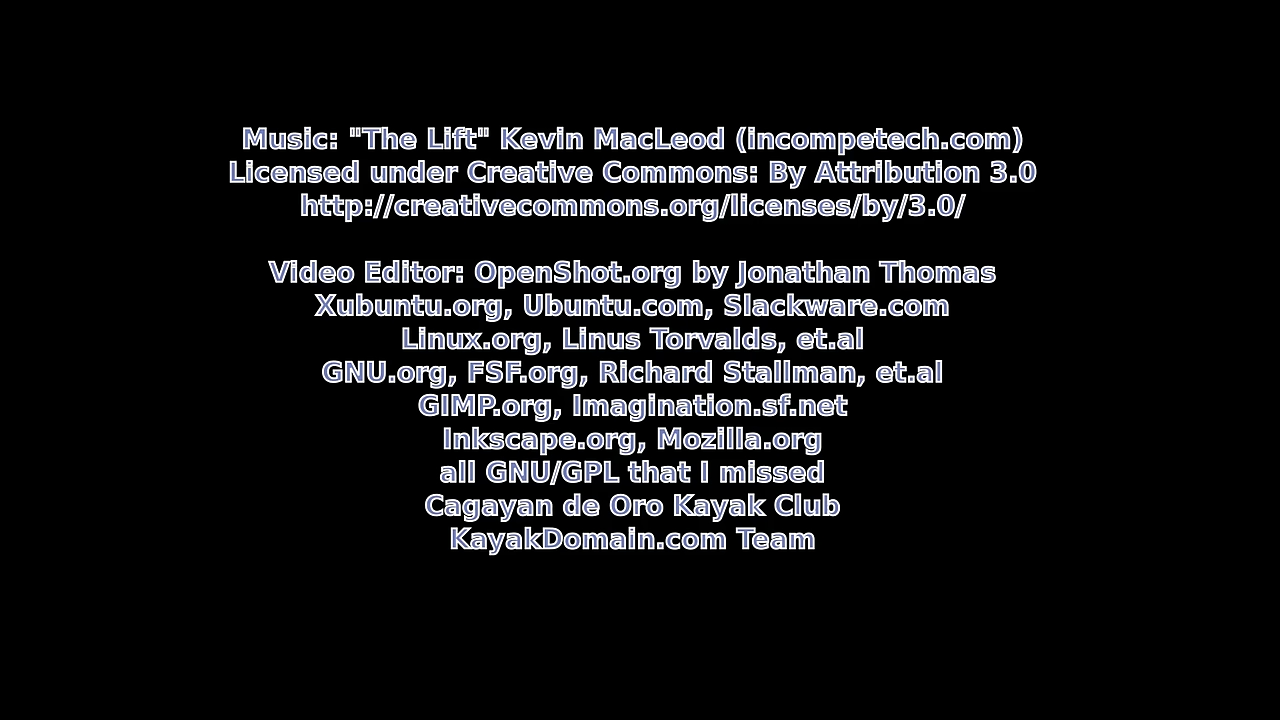 Music: "The Lift" Kevin MacLeod (incompetech.com)
Licensed under Creative Commons: By Attribution 3.0
http://creativecommons.org/licenses/by/3.0/
Video Editor: OpenShot.org by Jonathan Thomas
Xubuntu.org, Ubuntu.com, Slackware.com
Linux.org, Linus Torvalds, et.al
GNU.org, FSF.org, Richard Stallman, et.al
GIMP.org, Imagination.sf.net
Inkscape.org, Mozilla.org
all GNU/GPL that I missed
Cagayan de Oro Kayak Club
KayakDomain.com Team